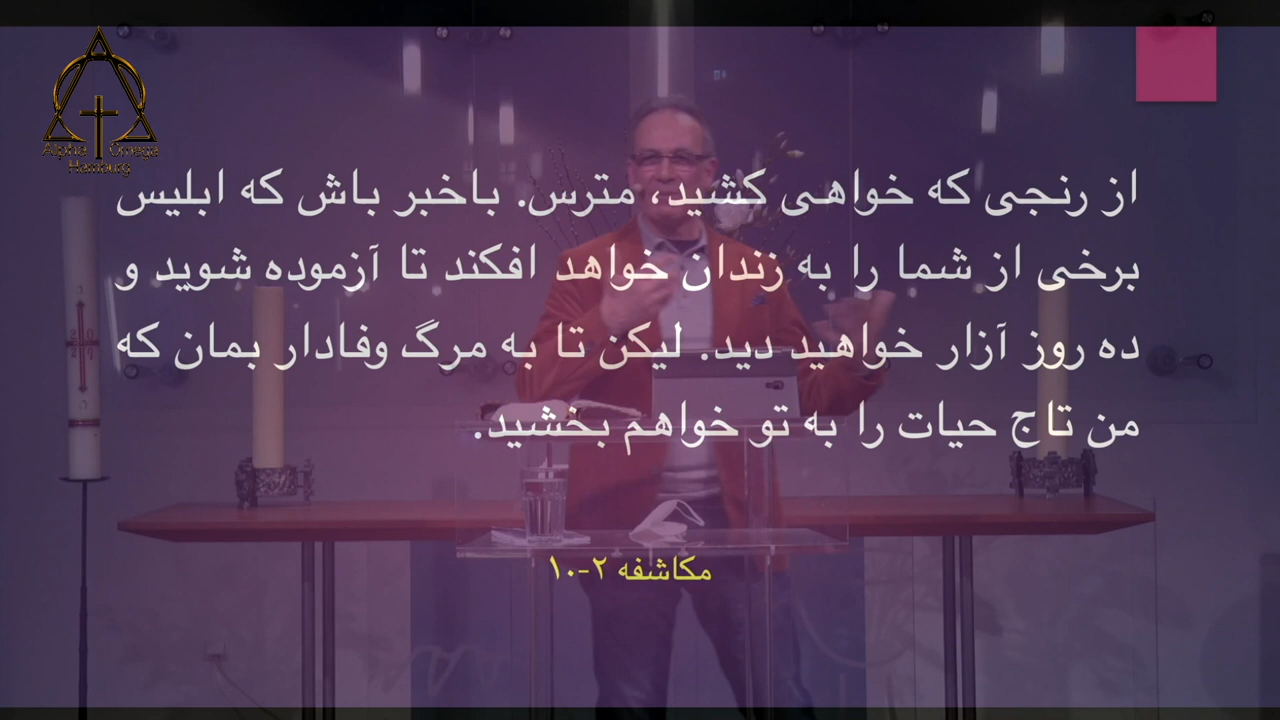 Alpha Omega
Hamburg
از رنجی که خواهی کشید، مترس. باخبر باش که ابلیس
برخی از شما را به زندان خواهد افکند تا آزموده شوید و
ده روز آزار خواهید دید. لیکن تا به مرگ وفادار بمان که
من تاج حیات را به تو خواهم بخشید.
مکاشفه ۲-۱۰